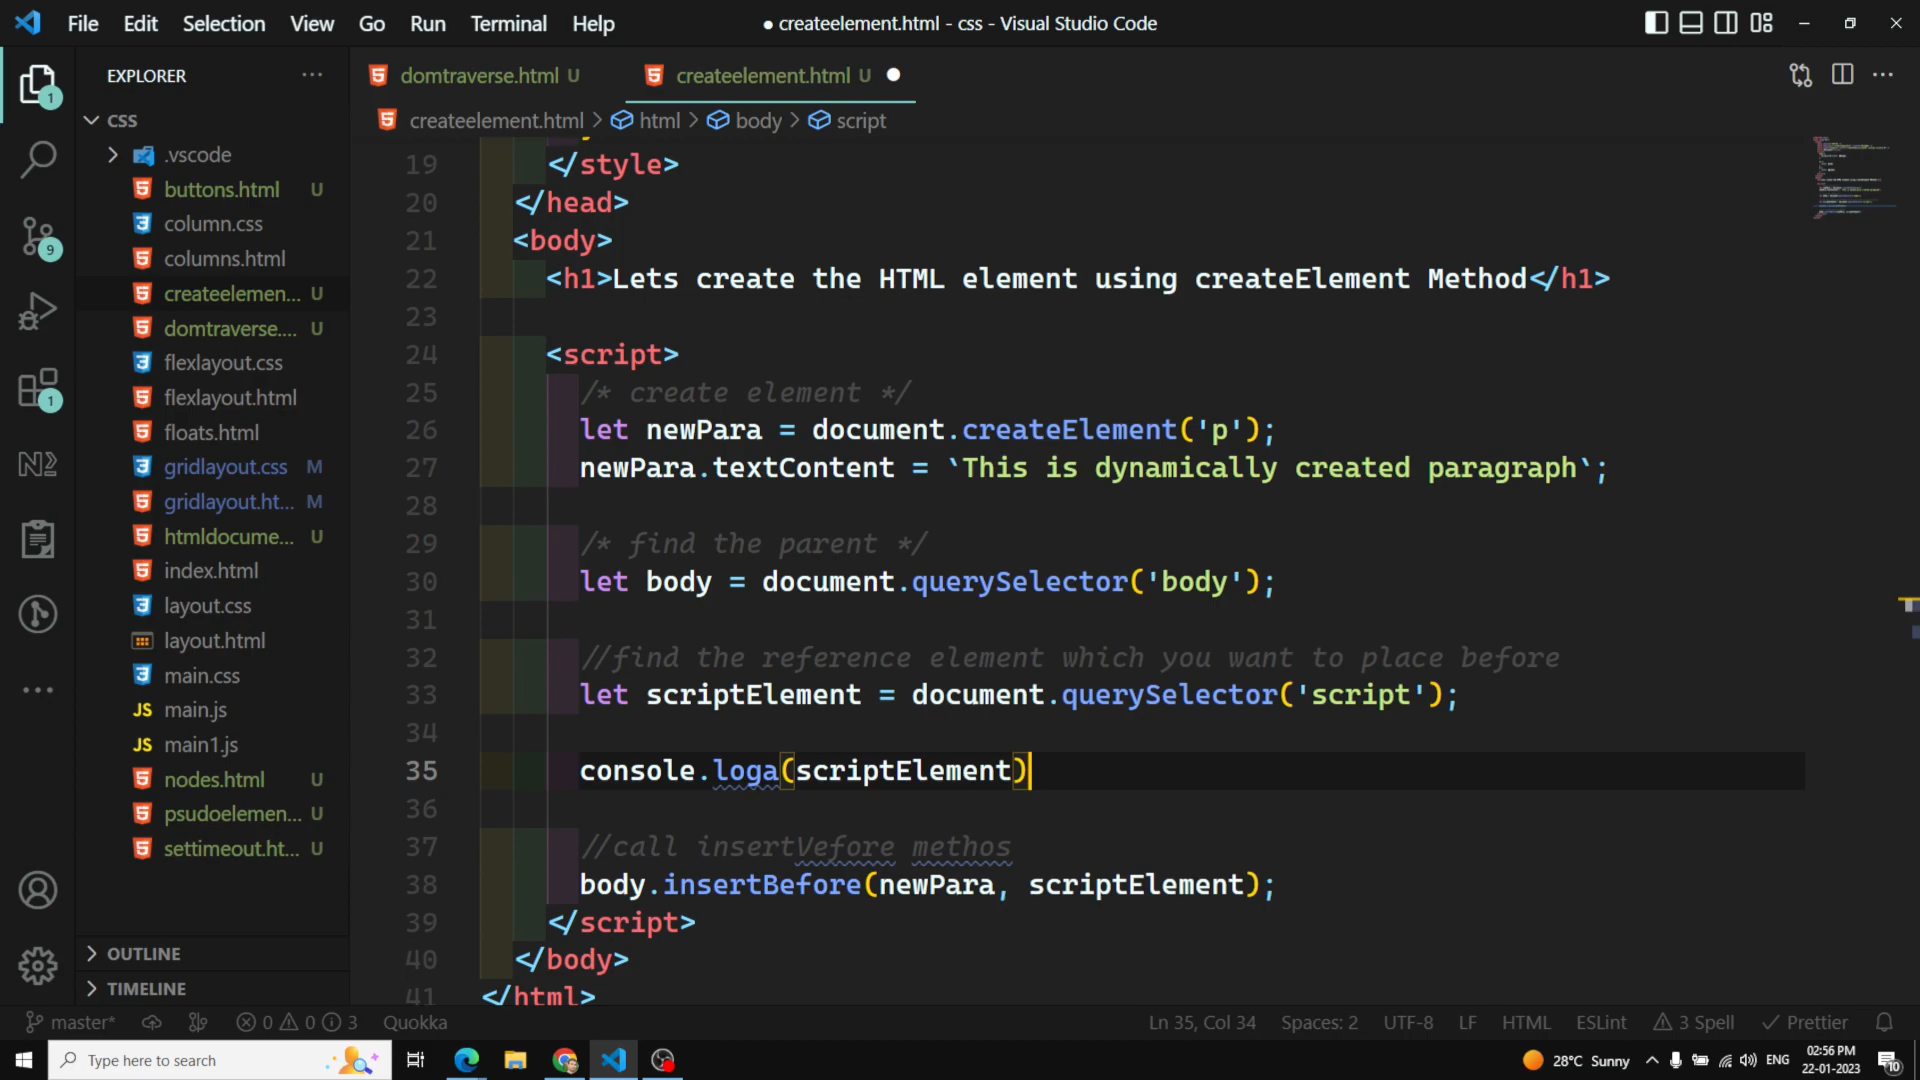 File Edit Selection View Go Run Terminal Help
● createelement.html - css - Visual Studio Code
EXPLORER
CSS
.vscode
buttons.html U
column.css
columns.html
createelemen... U
domtraverse.... U
flexlayout.css
flexlayout.html
floats.html
gridlayout.css M
gridlayout.ht... M
htmldocume... U
index.html
layout.css
layout.html
main.css
JS main.js
JS main1.js
nodes.html U
psudoelemen... U
settimeout.ht... U
OUTLINE
TIMELINE
1
9
1
domtraverse.html U
createelement.html U
createelement.html > html > body > script
19 </style>
20 </head>
21 <body>
22 <h1>Lets create the HTML element using createElement Method</h1>
23
24 <script>
25 /* create element */
26 let newPara = document.createElement('p');
27 newPara.textContent = `This is dynamically created paragraph`;
28
29 /* find the parent */
30 let body = document.querySelector('body');
31
32 //find the reference element which you want to place before
33 let scriptElement = document.querySelector('script');
34
35 console.loga(scriptElement)
36
37 //call insertVefore methos
38 body.insertBefore(newPara, scriptElement);
39 </script>
40 </body>
41 </html>
master* 0 0 3 Quokka
Ln 35, Col 34 Spaces: 2 UTF-8 LF HTML ESLint 3 Spell Prettier
Type here to search
28°C Sunny ENG
02:56 PM
22-01-2023
10